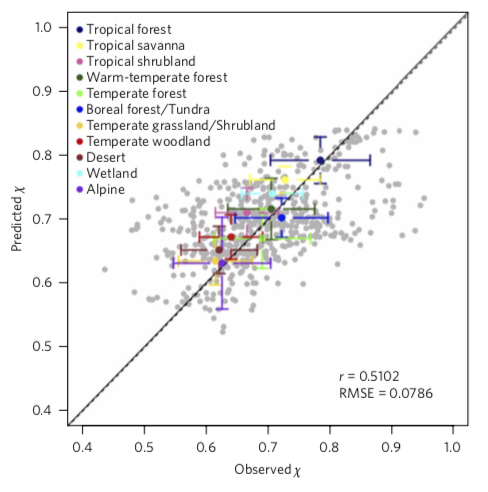 1.0
0.9
0.8
0.7
0.6
0.5
0.4
Predicted χ
Tropical forest
Tropical savanna
Tropical shrubland
Warm-temperate forest
Temperate forest
Boreal forest/Tundra
Temperate grassland/Shrubland
Temperate woodland
Desert
Wetland
Alpine
r = 0.5102
RMSE = 0.0786
0.4 0.5 0.6 0.7 0.8 0.9 1.0
Observed χ